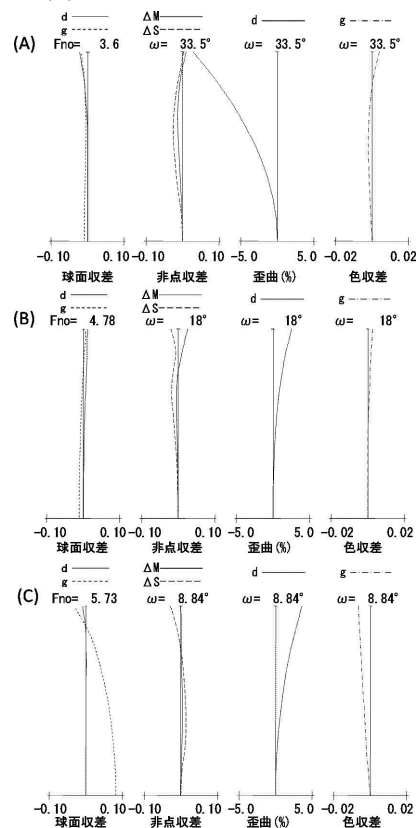 (A)
d ΔM d g
g ΔS
Fno= 3.6 ω= 33.5° ω= 33.5° ω= 33.5°
-0.10 0.10 -0.10 0.10 -5.0 5.0 -0.02 0.02
球面収差 非点収差 歪曲(%) 色収差
(B)
d ΔM d g
g ΔS
Fno= 4.78 ω= 18° ω= 18° ω= 18°
-0.10 0.10 -0.10 0.10 -5.0 5.0 -0.02 0.02
球面収差 非点収差 歪曲(%) 色収差
(C)
d ΔM d g
g ΔS
Fno= 5.73 ω= 8.84° ω= 8.84° ω= 8.84°
-0.10 0.10 -0.10 0.10 -5.0 5.0 -0.02 0.02
球面収差 非点収差 歪曲(%) 色収差